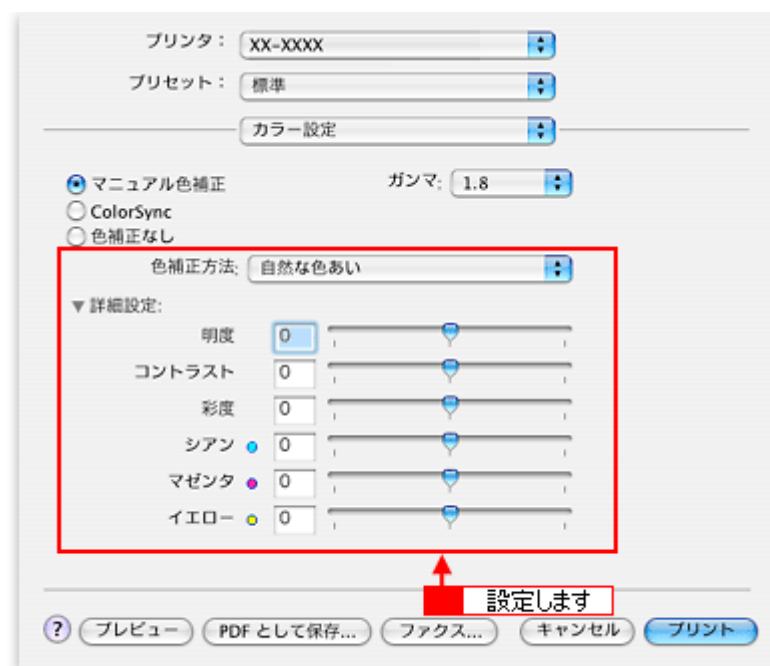 プリンタ： XX-XXXX
プリセット： 標準
カラー設定
マニュアル色補正 ガンマ: 1.8
ColorSync
色補正なし
色補正方法: 自然な色あい
▼詳細設定:
明度 0
コントラスト 0
彩度 0
シアン 0
マゼンタ 0
イエロー 0
設定します
? プレビュー PDF として保存... ファクス... キャンセル プリント